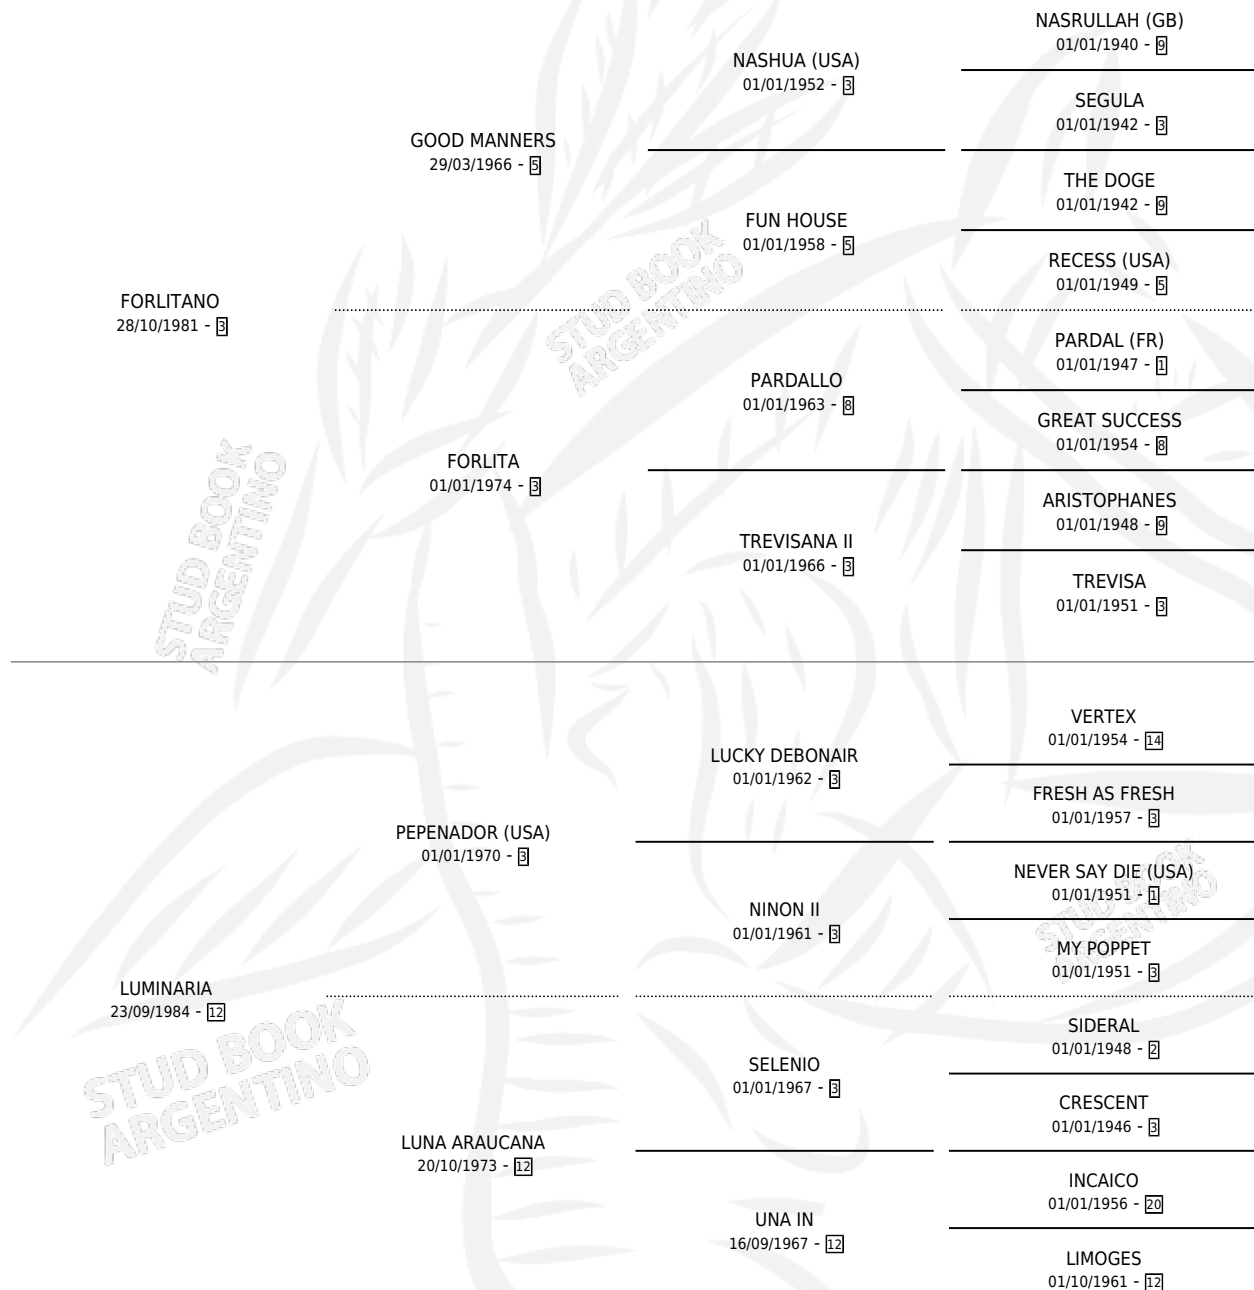 NASRULLAH (GB)
01/01/1940 - 9
NASHUA (USA)
01/01/1952 - 3
SEGULA
01/01/1942 - 3
GOOD MANNERS
29/03/1966 - 5
THE DOGE
01/01/1942 - 9
FUN HOUSE
01/01/1958 - 5
RECESS (USA)
01/01/1949 - 5
FORLITANO
28/10/1981 - 3
STUD BOOK
ARGENTINO
PARDAL (FR)
01/01/1947 - 1
PARDALLO
01/01/1963 - 8
GREAT SUCCESS
01/01/1954 - 8
FORLITA
01/01/1974 - 3
ARISTOPHANES
01/01/1948 - 9
TREVISANA II
01/01/1966 - 3
TREVISA
01/01/1951 - 3
STUD BOOK
ARGENTINO
VERTEX
01/01/1954 - 14
LUCKY DEBONAIR
01/01/1962 - 3
FRESH AS FRESH
01/01/1957 - 3
PEPENADOR (USA)
01/01/1970 - 3
NEVER SAY DIE (USA)
01/01/1951 - 1
NINON II
01/01/1961 - 3
STUD BOOK
ARGENTINO
MY POPPET
01/01/1951 - 3
LUMINARIA
23/09/1984 - 12
SIDERAL
01/01/1948 - 2
SELENIO
01/01/1967 - 3
CRESCENT
01/01/1946 - 3
STUD BOOK
ARGENTINO
LUNA ARAUCANA
20/10/1973 - 12
INCAICO
01/01/1956 - 20
UNA IN
16/09/1967 - 12
LIMOGES
01/10/1961 - 12